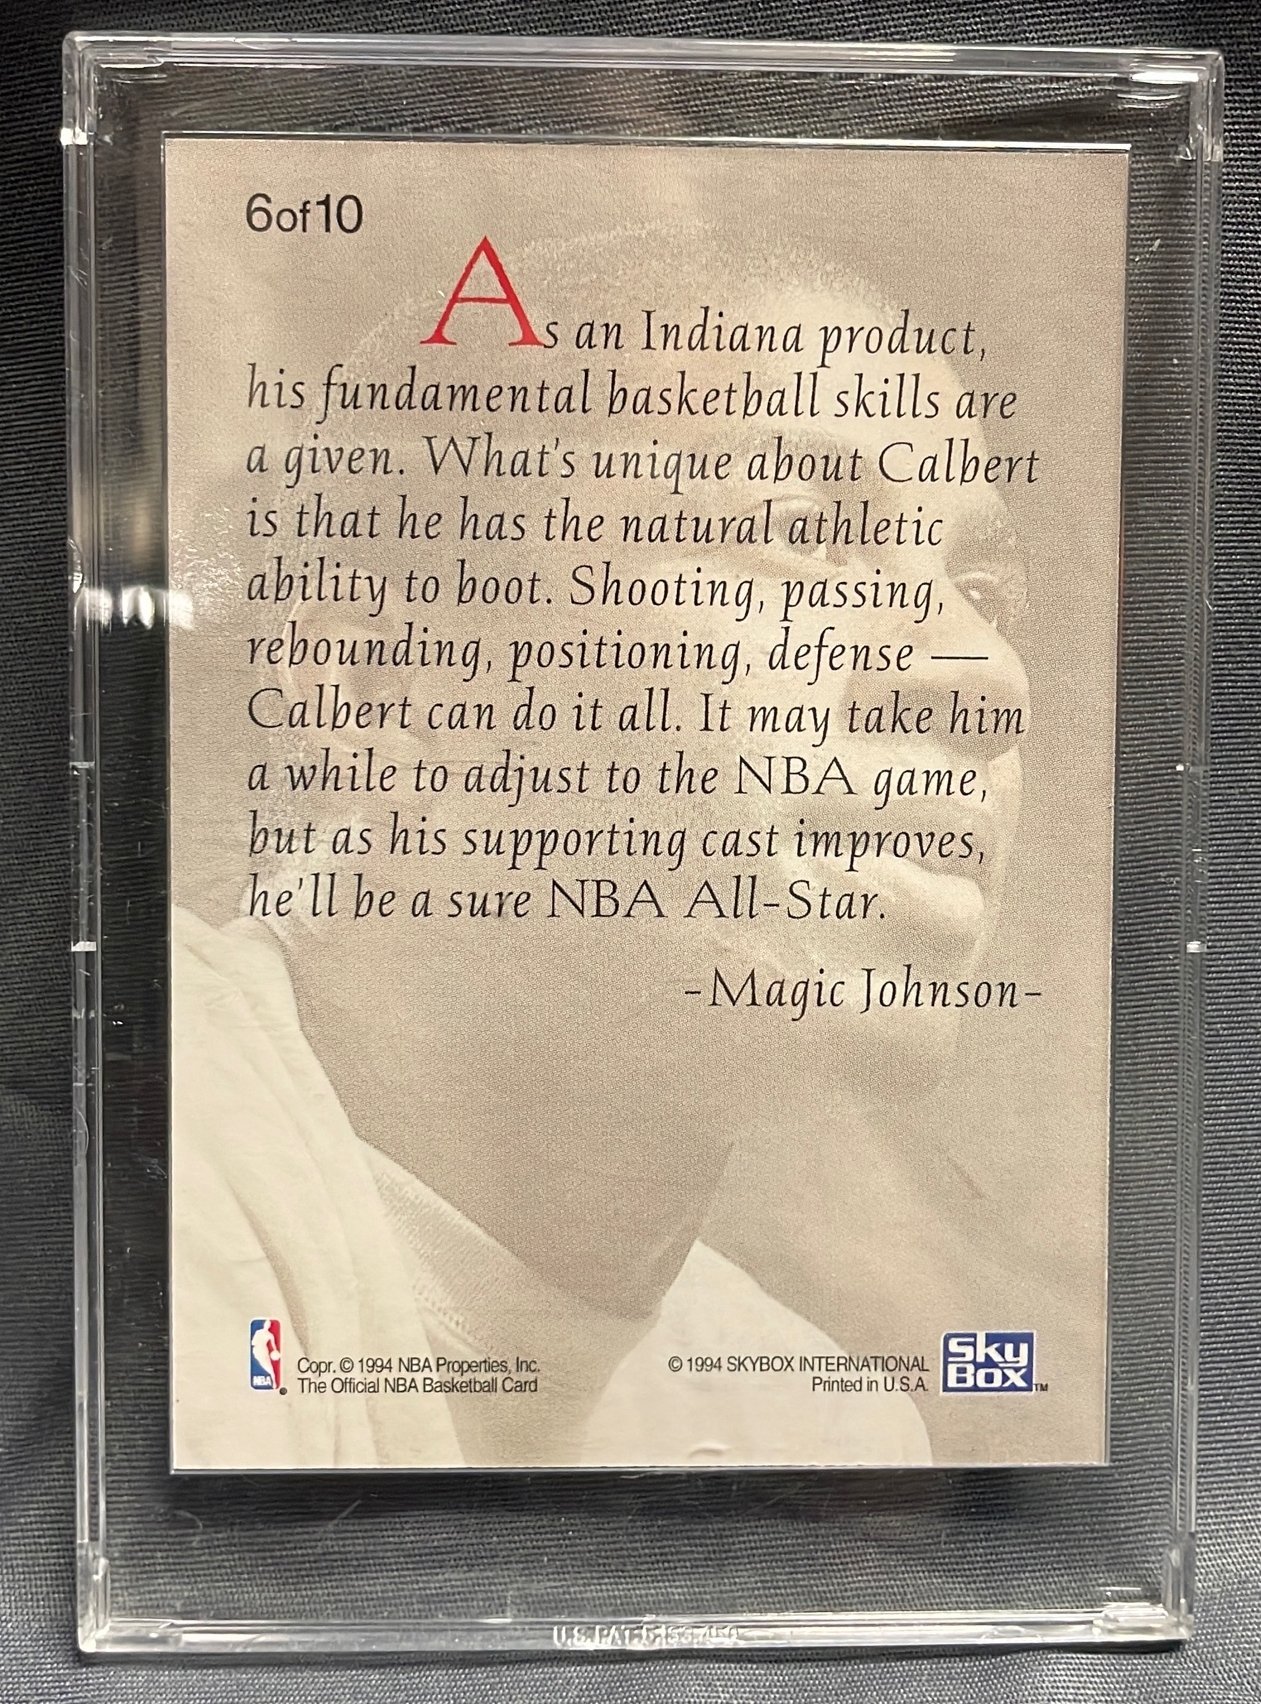 6of10
As an Indiana product,
his fundamental basketball skills are
a given. What's unique about Calbert
is that he has the natural athletic
ability to boot. Shooting, passing,
rebounding, positioning, defense —
Calbert can do it all. It may take him
a while to adjust to the NBA game,
but as his supporting cast improves,
he'll be a sure NBA All-Star.
-Magic Johnson-
NBA
Copr. © 1994 NBA Properties, Inc.
The Official NBA Basketball Card
© 1994 SKYBOX INTERNATIONAL
Printed in U.S.A.
Sky
Box TM
U.S. PAT.